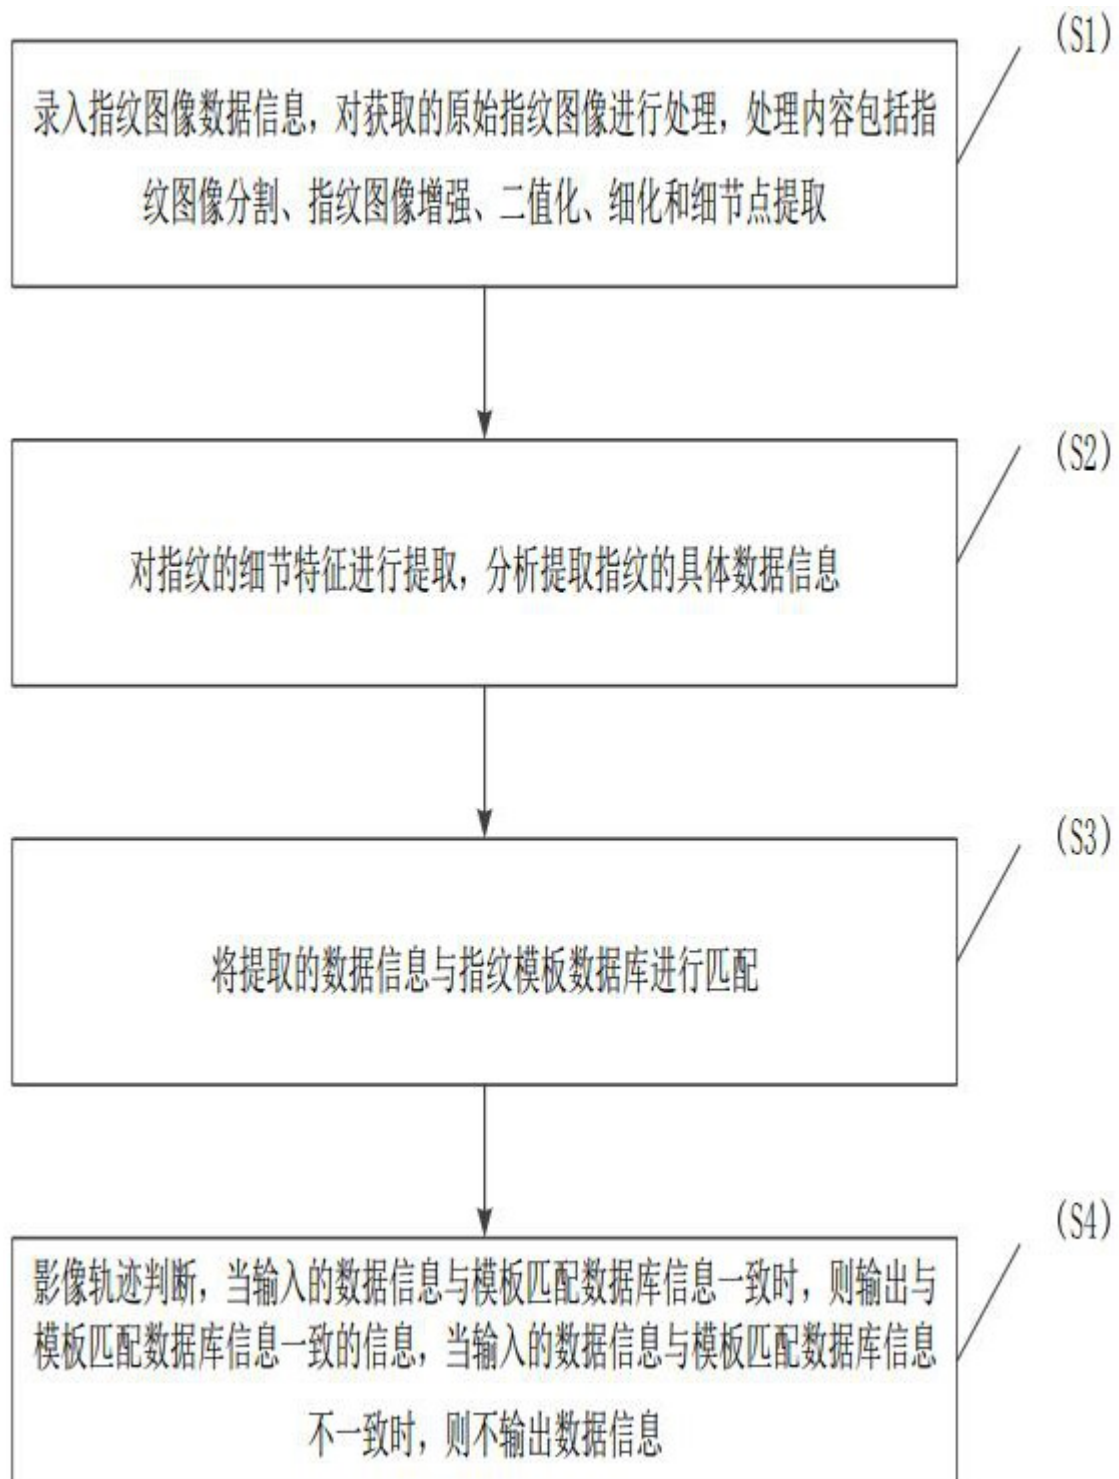 (S1)
录入指纹图像数据信息，对获取的原始指纹图像进行处理，处理内容包括指
纹图像分割、指纹图像增强、二值化、细化和细节点提取
(S2)
对指纹的细节特征进行提取，分析提取指纹的具体数据信息
(S3)
将提取的数据信息与指纹模板数据库进行匹配
(S4)
影像轨迹判断，当输入的数据信息与模板匹配数据库信息一致时，则输出与
模板匹配数据库信息一致的信息，当输入的数据信息与模板匹配数据库信息
不一致时，则不输出数据信息